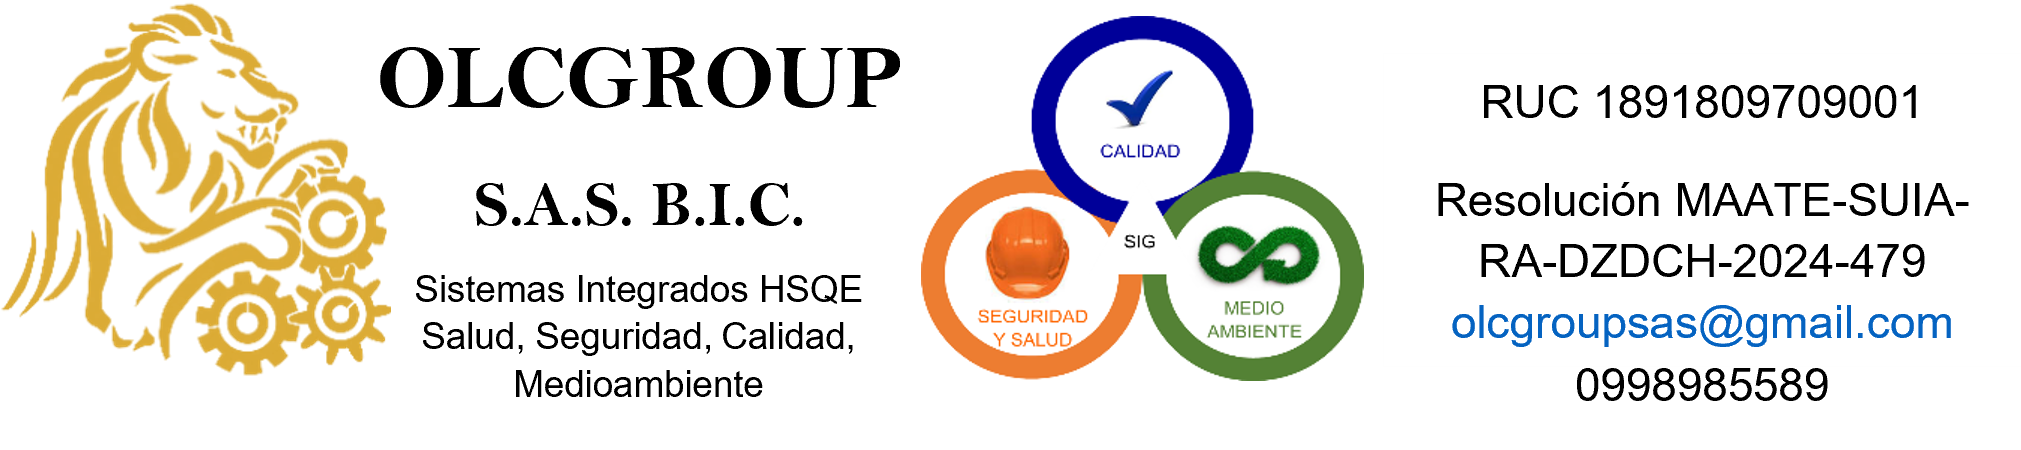 OLCGROUP
S.A.S. B.I.C.
Sistemas Integrados HSQE
Salud, Seguridad, Calidad,
Medioambiente
CALIDAD
SIG
SEGURIDAD
Y SALUD
MEDIO
AMBIENTE
RUC 1891809709001
Resolución MAATE-SUIA-
RA-DZDCH-2024-479
olcgroupsas@gmail.com
0998985589